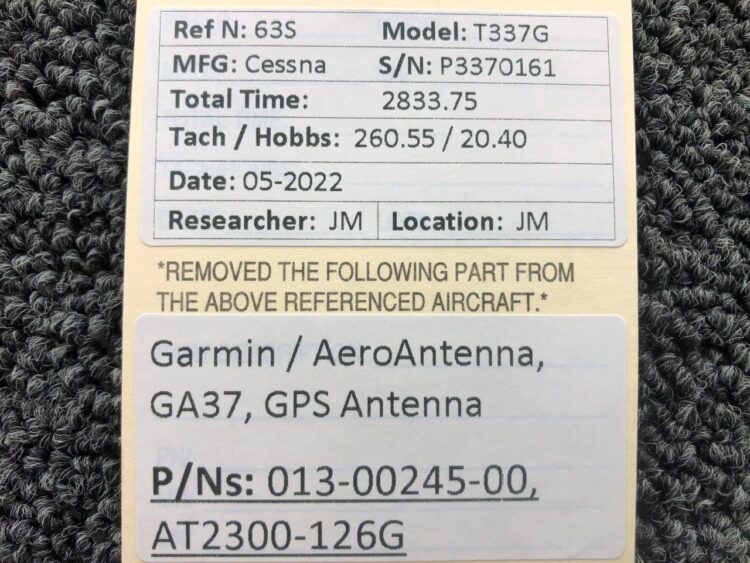 Ref N: 63S Model: T337G
MFG: Cessna S/N: P3370161
Total Time: 2833.75
Tach / Hobbs: 260.55 / 20.40
Date: 05-2022
Researcher: JM Location: JM
*REMOVED THE FOLLOWING PART FROM
THE ABOVE REFERENCED AIRCRAFT.*
Garmin / AeroAntenna,
GA37, GPS Antenna
P/Ns: 013-00245-00,
AT2300-126G